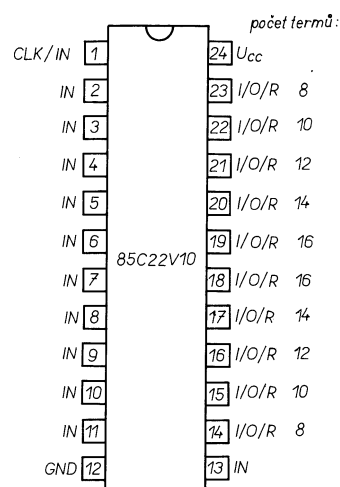 počet termů:
CLK/IN 1 24 Ucc
IN 2 23 I/O/R 8
IN 3 22 I/O/R 10
IN 4 21 I/O/R 12
IN 5 20 I/O/R 14
IN 6 19 I/O/R 16
85C22V10
IN 7 18 I/O/R 16
IN 8 17 I/O/R 14
IN 9 16 I/O/R 12
IN 10 15 I/O/R 10
IN 11 14 I/O/R 8
GND 12 13 IN